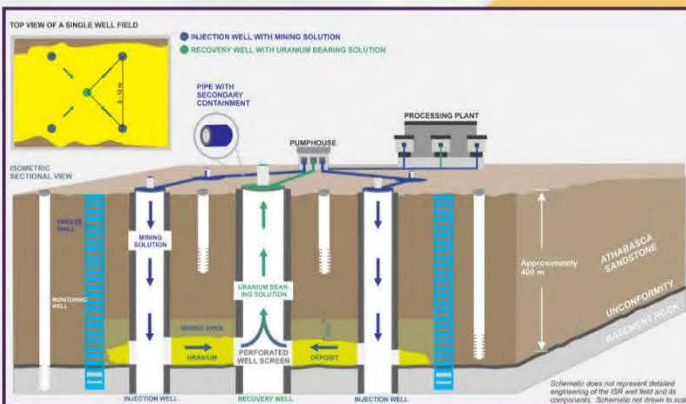 TOP VIEW OF A SINGLE WELL FIELD
INJECTION WELL WITH MINING SOLUTION
RECOVERY WELL WITH URANIUM BEARING SOLUTION
PIPE WITH
SECONDARY
CONTAINMENT
PUMPHOUSE
PROCESSING PLANT
ISOMETRIC
SECTIONAL VIEW
FREEZE
WALL
MINING
SOLUTION
URANIUM BEAR-
ING SOLUTION
MONITORING
WELL
MINING AREA
URANIUM
PERFORATED
WELL SCREEN
DEPOSIT
Approximately
400 m
ATHABASCA
SANDSTONE
UNCONFORMITY
BASEMENT ROCK
INJECTION WELL
RECOVERY WELL
INJECTION WELL
Schematic does not represent detailed
engineering of the ISR well field and its
components. Schematic not drawn to scale